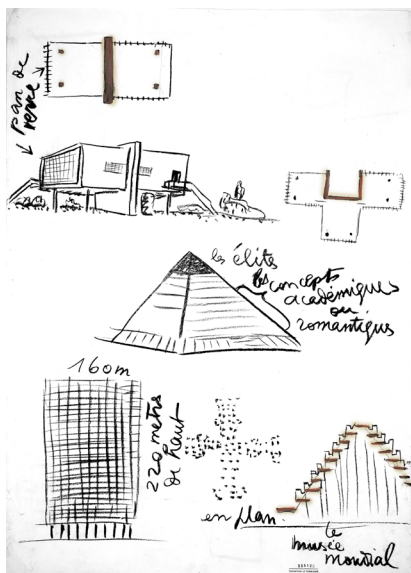 pan de
verre
les élites
les concepts
académiques
ou
romantiques
160m
220 metres
de haut
en plan.
le
musée
mondial